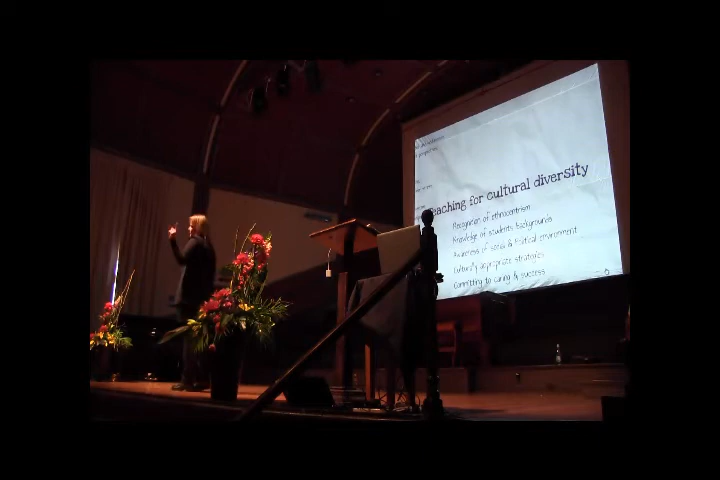 Teaching for cultural diversity
Recognition of ethnocentrism
Knowledge of students backgrounds
Awareness of social & Political environment
Culturally appropriate strategies
Committing to caring & success